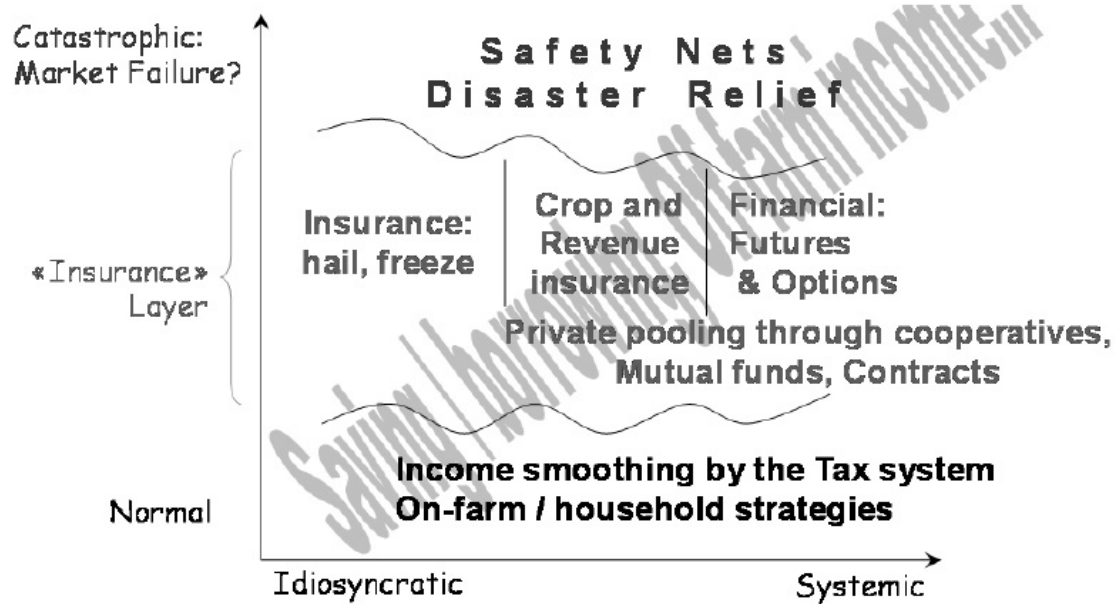 Catastrophic:
Market Failure?
Safety Nets
Disaster Relief
Insurance:
hail, freeze
Crop and
Revenue
insurance
Financial:
Futures
& Options
«Insurance»
Layer
Private pooling through cooperatives,
Mutual funds, Contracts
Saving / borrowing, Off-farm income...
Income smoothing by the Tax system
On-farm / household strategies
Normal
Idiosyncratic
Systemic